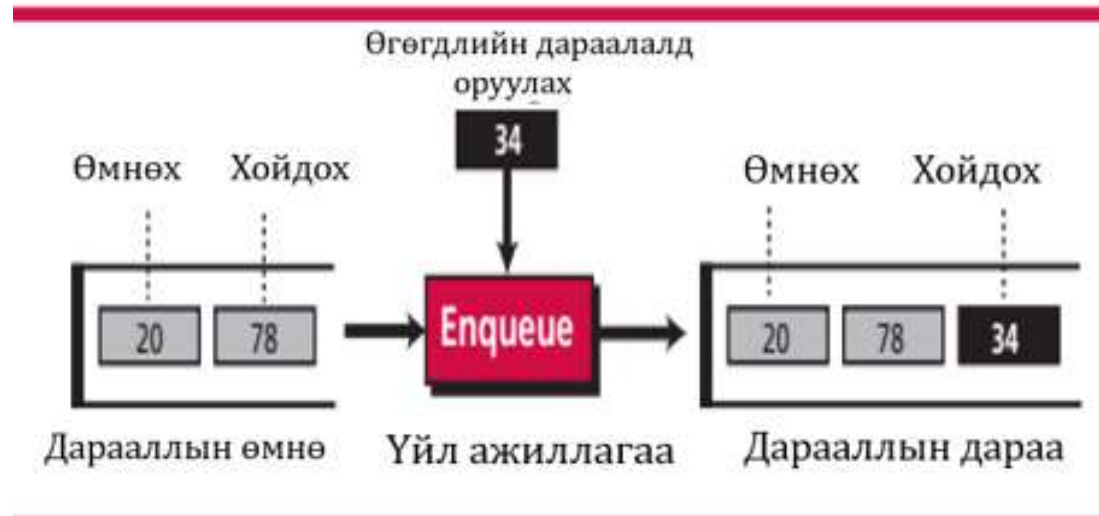 Өгөгдлийн дараалалд
оруулах
34
Өмнөх Хойдох
Өмнөх Хойдох
20 78
Enqueue
20 78 34
Дарааллын өмнө
Үйл ажиллагаа
Дарааллын дараа